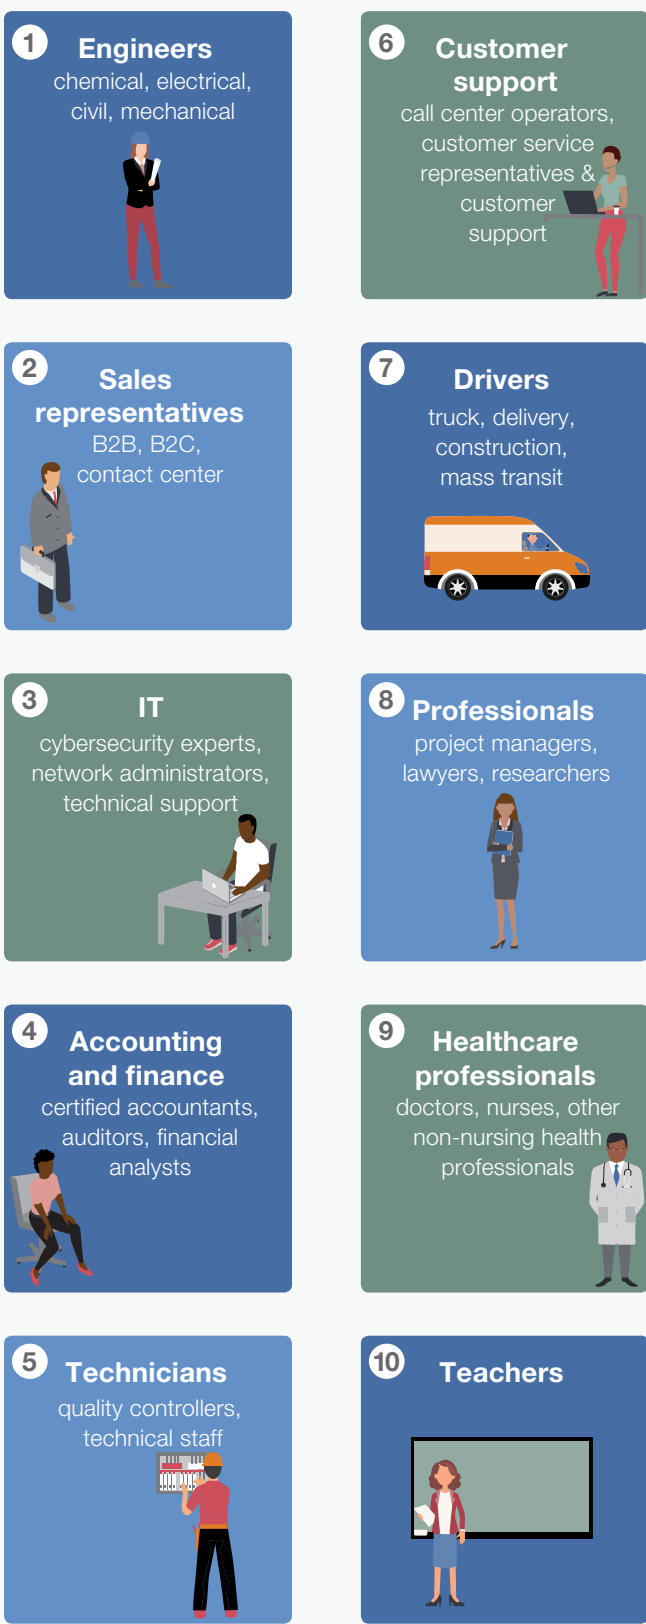 1
Engineers
chemical, electrical,
civil, mechanical
2
Sales
representatives
B2B, B2C,
contact center
3
IT
cybersecurity experts,
network administrators,
technical support
4
Accounting
and finance
certified accountants,
auditors, financial
analysts
5
Technicians
quality controllers,
technical staff
6
Customer
support
call center operators,
customer service
representatives &
customer
support
7
Drivers
truck, delivery,
construction,
mass transit
8
Professionals
project managers,
lawyers, researchers
9
Healthcare
professionals
doctors, nurses, other
non-nursing health
professionals
10
Teachers